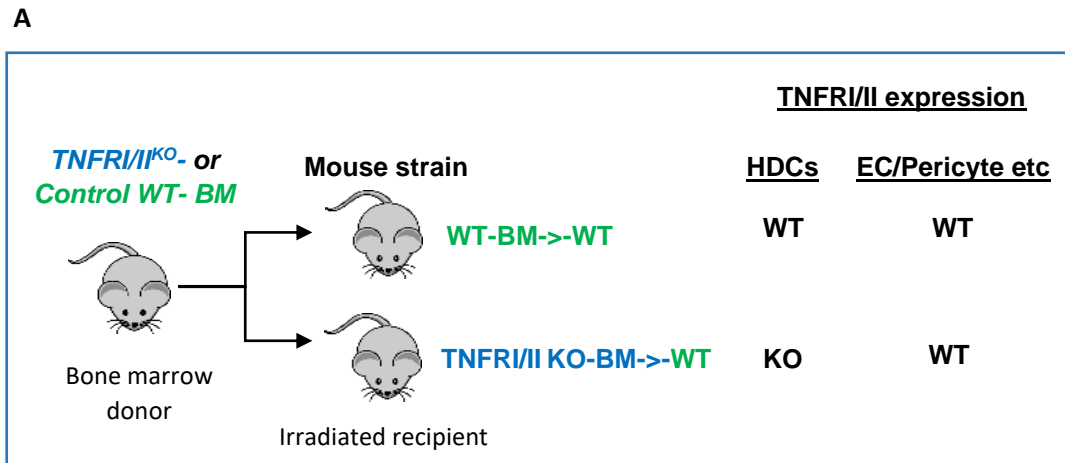 A
TNFRI/II expression
TNFRI/IIKO- or
Control WT- BM
Mouse strain
HDCs EC/Pericyte etc
WT-BM->-WT WT WT
TNFRI/II KO-BM->-WT KO WT
Bone marrow
donor
Irradiated recipient